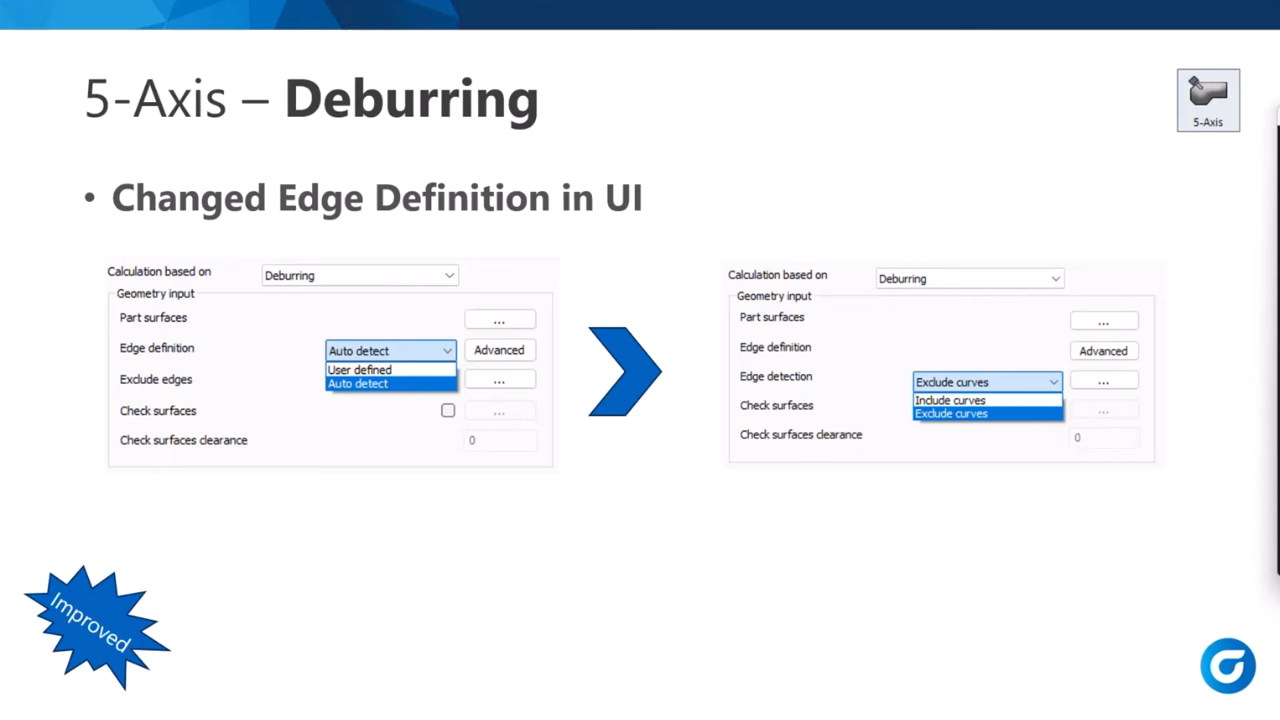 5-Axis – Deburring
5-Axis
• Changed Edge Definition in UI
Calculation based on Deburring
Geometry input
Part surfaces ...
Edge definition Auto detect Advanced
User defined
Auto detect
Exclude edges ...
Check surfaces ...
Check surfaces clearance 0
Calculation based on Deburring
Geometry input
Part surfaces ...
Edge definition Advanced
Edge detection Exclude curves ...
Include curves
Exclude curves
Check surfaces ...
Check surfaces clearance 0
Improved